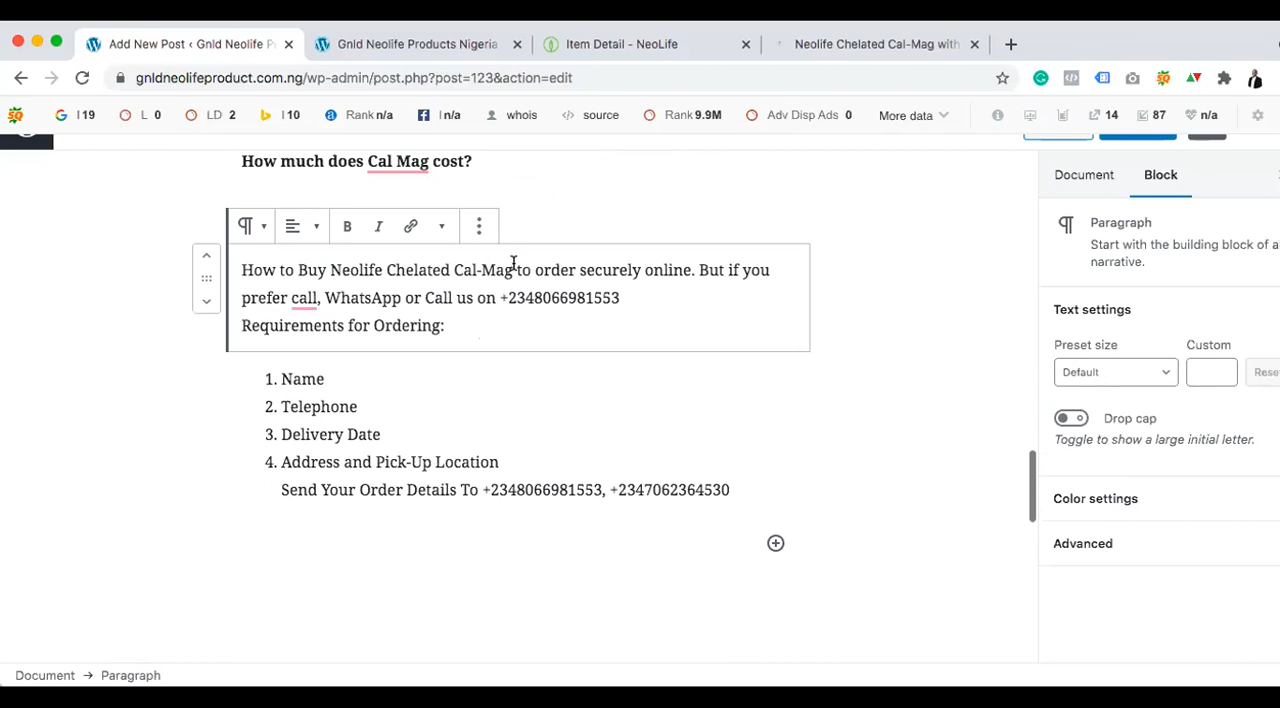 Add New Post ‹ Gnld Neolife P
Gnld Neolife Products Nigeria
Item Detail - NeoLife
Neolife Chelated Cal-Mag with
gnldneolifeproduct.com.ng/wp-admin/post.php?post=123&action=edit
I 19
L 0
LD 2
I 10
Rank n/a
I n/a
whois
source
Rank 9.9M
Adv Disp Ads 0
More data
14
87
n/a
How much does Cal Mag cost?
B I
How to Buy Neolife Chelated Cal-Mag to order securely online. But if you
prefer call, WhatsApp or Call us on +2348066981553
Requirements for Ordering:
1. Name
2. Telephone
3. Delivery Date
4. Address and Pick-Up Location
Send Your Order Details To +2348066981553, +2347062364530
Document Block
Paragraph
Start with the building block of a
narrative.
Text settings
Preset size Custom
Default Rese
Drop cap
Toggle to show a large initial letter.
Color settings
Advanced
Document → Paragraph